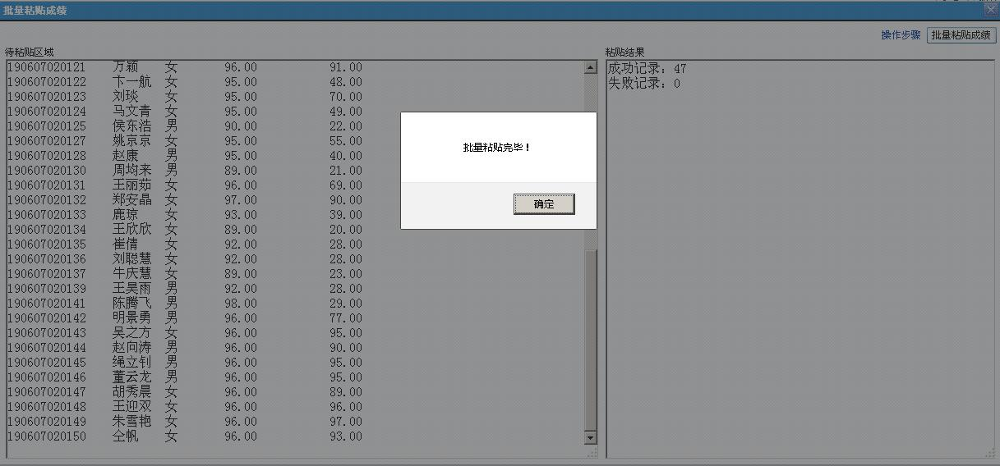 批量粘贴成绩
操作步骤 批量粘贴成绩
待粘贴区域
190607020121 万颖 女 96.00 91.00
190607020122 卞一航 女 95.00 48.00
190607020123 刘琰 女 95.00 70.00
190607020124 马文青 女 95.00 49.00
190607020125 侯东浩 男 90.00 22.00
190607020127 姚京京 女 95.00 55.00
190607020128 赵康 男 95.00 40.00
190607020130 周均来 男 89.00 21.00
190607020131 王丽茹 女 96.00 69.00
190607020132 郑安晶 女 97.00 90.00
190607020133 鹿琼 女 93.00 39.00
190607020134 王欣欣 女 89.00 20.00
190607020135 崔倩 女 92.00 28.00
190607020136 刘聪慧 女 92.00 28.00
190607020137 牛庆慧 女 89.00 23.00
190607020139 王昊雨 男 92.00 28.00
190607020141 陈腾飞 男 98.00 29.00
190607020142 明景勇 男 96.00 77.00
190607020143 吴之方 女 96.00 95.00
190607020144 赵向涛 男 96.00 90.00
190607020145 绳立钊 男 96.00 95.00
190607020146 董云龙 男 96.00 95.00
190607020147 胡秀晨 女 96.00 89.00
190607020148 王迎双 女 96.00 96.00
190607020149 朱雪艳 女 96.00 97.00
190607020150 仝帆 女 96.00 93.00
粘贴结果
成功记录：47
失败记录：0
批量粘贴完毕！
确定